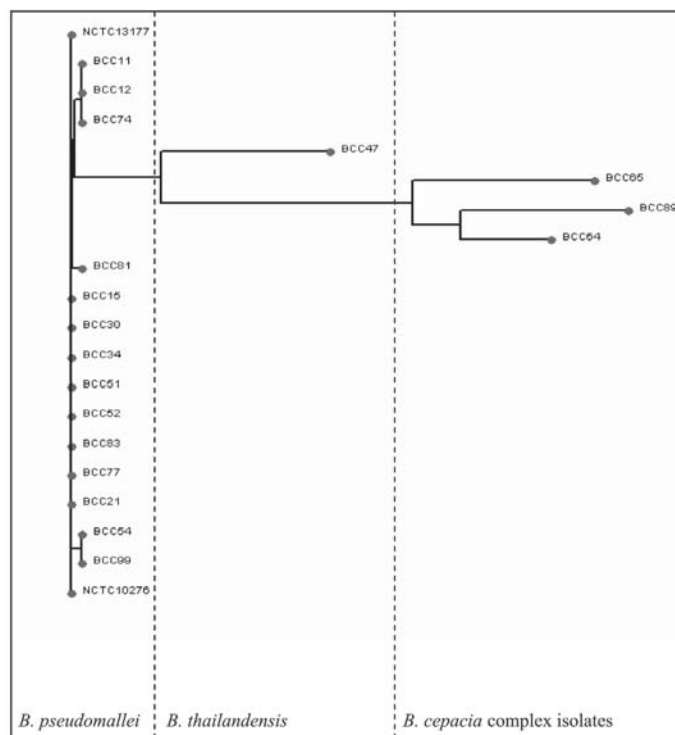 NCTC13177
BCC11
BCC12
BCC74
BCC47
BCC65
BCC89
BCC64
BCC81
BCC15
BCC30
BCC34
BCC51
BCC52
BCC83
BCC77
BCC21
BCC54
BCC99
NCTC10276
B. pseudomallei
B. thailandensis
B. cepacia complex isolates